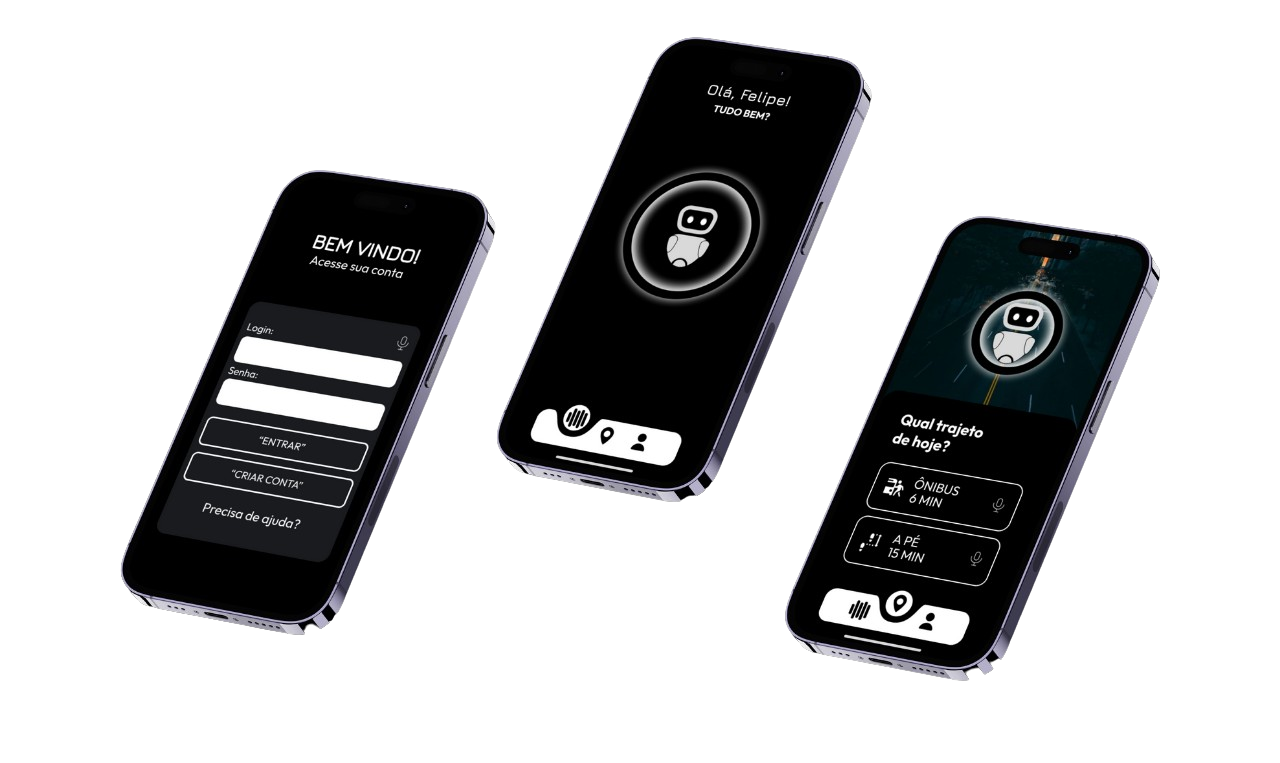 BEM VINDO!
Acesse sua conta
Login:
Senha:
"ENTRAR"
"CRIAR CONTA"
Precisa de ajuda?
Olá, Felipe!
TUDO BEM?
Qual trajeto
de hoje?
ÔNIBUS
6 MIN
A PÉ
15 MIN